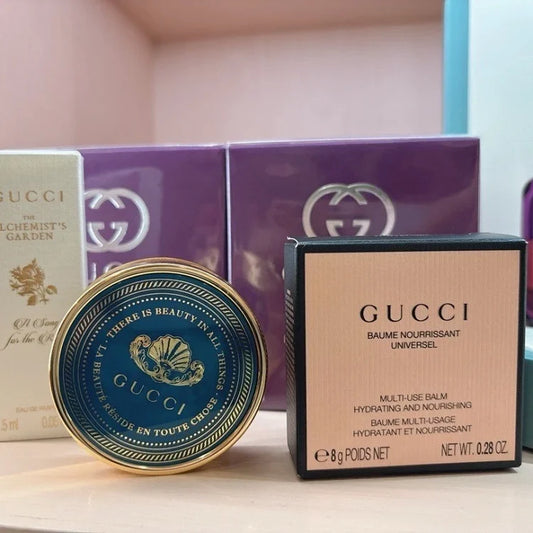 GUCCI
THE
ALCHEMIST'S
GARDEN
EAU DE
THERE IS BEAUTY IN ALL THINGS
GUCCI
LA BEAUTÉ RÉSIDE EN TOUTE CHOSE
GUCCI
BAUME NOURRISSANT
UNIVERSEL
MULTI-USE BALM
HYDRATING AND NOURISHING
BAUME MULTI-USAGE
HYDRATANT ET NOURRISSANT
℮8 g POIDS NET NET WT. 0.28 OZ